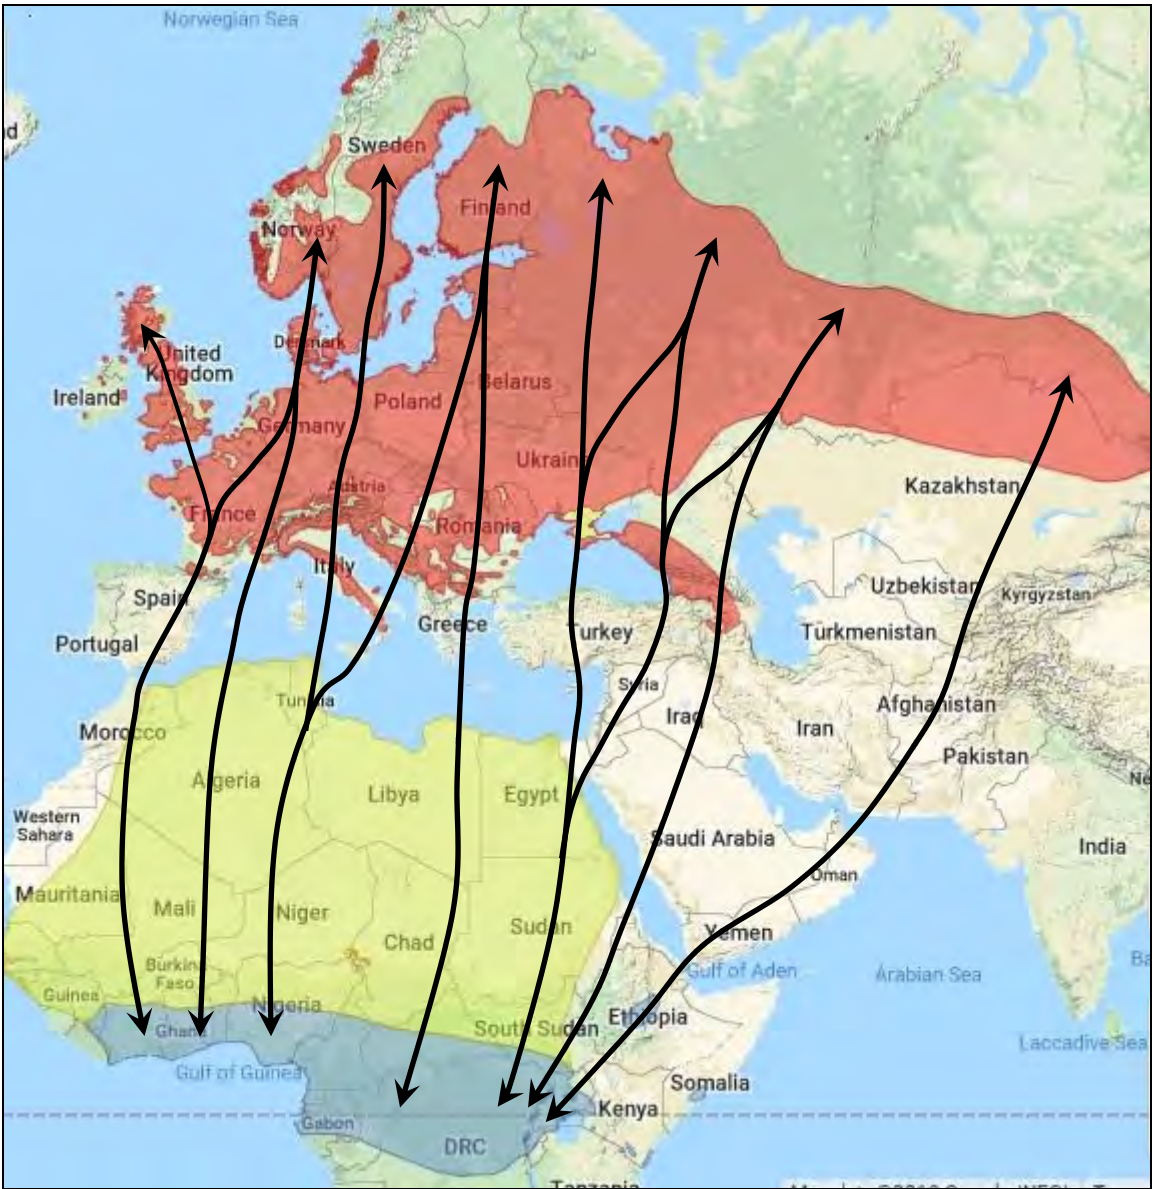 Norwegian Sea
nd
Sweden
Finland
Norway
United
Kingdom
Denmark
Ireland
Belarus
Poland
Germany
Ukraine
Austria
Kazakhstan
France
Romania
Italy
Uzbekistan
Kyrgyzstan
Spain
Greece
Turkey
Turkmenistan
Portugal
Syria
Tunisia
Afghanistan
Iraq
Iran
Morocco
Pakistan
Ne
Algeria
Libya
Egypt
Western
Sahara
Saudi Arabia
India
Oman
Mauritania
Mali
Niger
Chad
Sudan
Yemen
Burkina
Faso
Gulf of Aden
Arabian Sea
Ba
Guinea
Nigeria
Ghana
South Sudan
Ethiopia
Laccadive Sea
Gulf of Guinea
Somalia
Kenya
Gabon
DRC
Tanzania